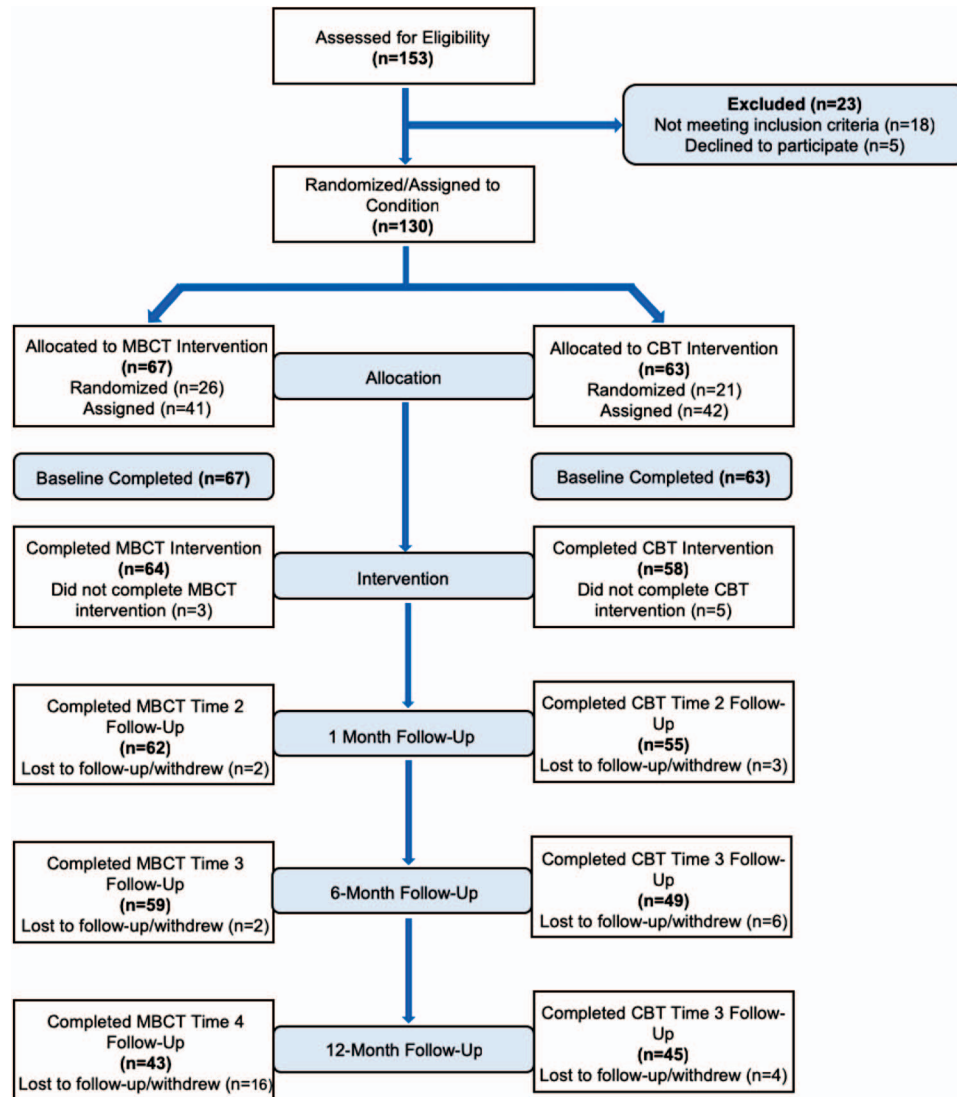 Assessed for Eligibility
(n=153)
Excluded (n=23)
Not meeting inclusion criteria (n=18)
Declined to participate (n=5)
Randomized/Assigned to
Condition
(n=130)
Allocated to MBCT Intervention
(n=67)
Randomized (n=26)
Assigned (n=41)
Allocation
Allocated to CBT Intervention
(n=63)
Randomized (n=21)
Assigned (n=42)
Baseline Completed (n=67)
Baseline Completed (n=63)
Completed MBCT Intervention
(n=64)
Did not complete MBCT
intervention (n=3)
Intervention
Completed CBT Intervention
(n=58)
Did not complete CBT
intervention (n=5)
Completed MBCT Time 2
Follow-Up
(n=62)
Lost to follow-up/withdrew (n=2)
1 Month Follow-Up
Completed CBT Time 2 Follow-
Up
(n=55)
Lost to follow-up/withdrew (n=3)
Completed MBCT Time 3
Follow-Up
(n=59)
Lost to follow-up/withdrew (n=2)
6-Month Follow-Up
Completed CBT Time 3 Follow-
Up
(n=49)
Lost to follow-up/withdrew (n=6)
Completed MBCT Time 4
Follow-Up
(n=43)
Lost to follow-up/withdrew (n=16)
12-Month Follow-Up
Completed CBT Time 3 Follow-
Up
(n=45)
Lost to follow-up/withdrew (n=4)